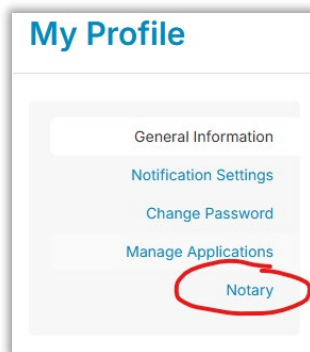 My Profile
General Information
Notification Settings
Change Password
Manage Applications
Notary